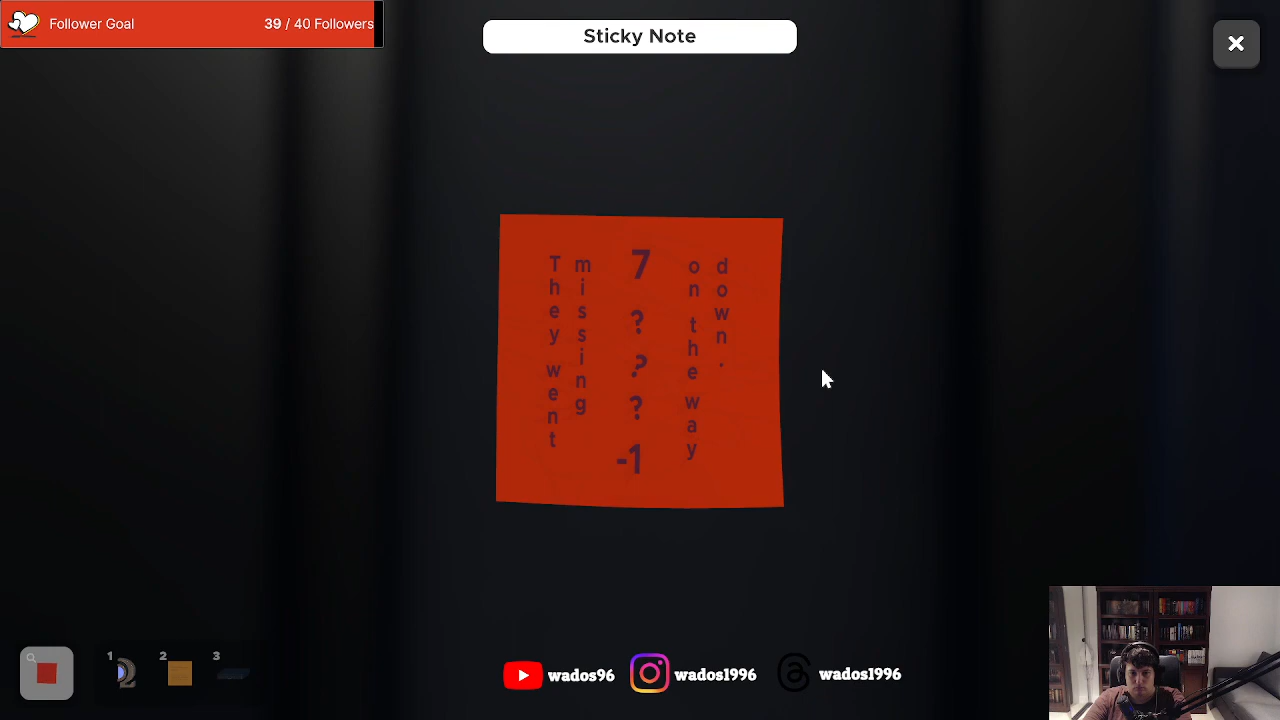 Follower Goal
39 / 40 Followers
Sticky Note
They went
missing
7
?
?
?
-1
on the way
down.
1
2
3
wados96
wados1996
wados1996